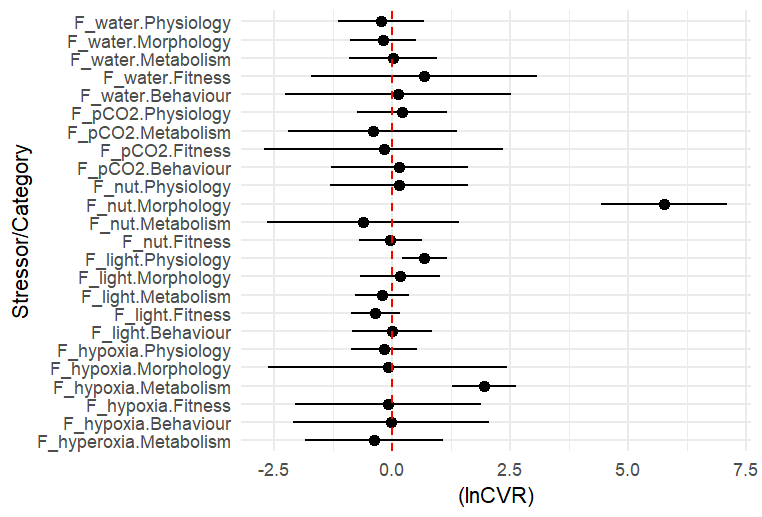 F_water.Physiology
F_water.Morphology
F_water.Metabolism
F_water.Fitness
F_water.Behaviour
F_pCO2.Physiology
F_pCO2.Metabolism
F_pCO2.Fitness
F_pCO2.Behaviour
F_nut.Physiology
F_nut.Morphology
F_nut.Metabolism
F_nut.Fitness
F_light.Physiology
F_light.Morphology
F_light.Metabolism
F_light.Fitness
F_light.Behaviour
F_hypoxia.Physiology
F_hypoxia.Morphology
F_hypoxia.Metabolism
F_hypoxia.Fitness
F_hypoxia.Behaviour
F_hyperoxia.Metabolism
Stressor/Category
-2.5 0.0 2.5 5.0 7.5
(lnCVR)